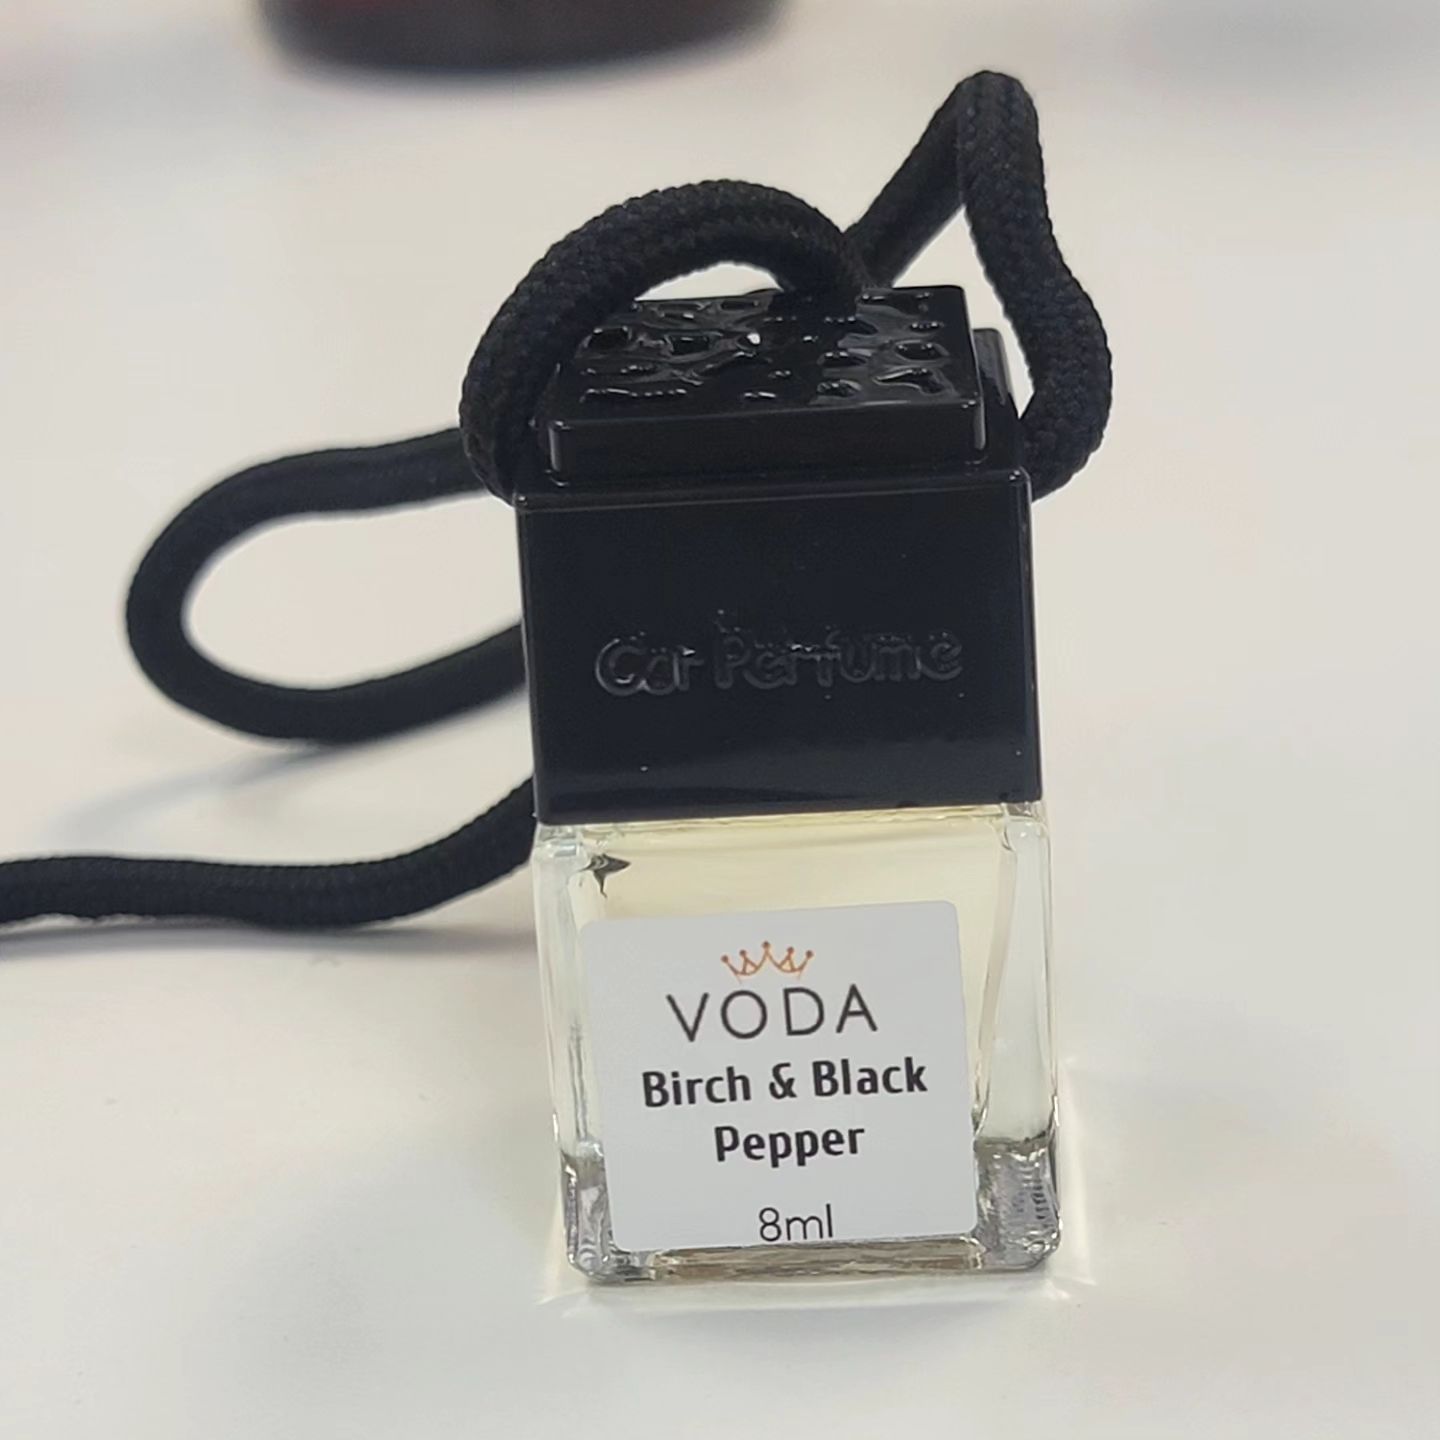 Car Perfume
VODA
Birch & Black
Pepper
8ml